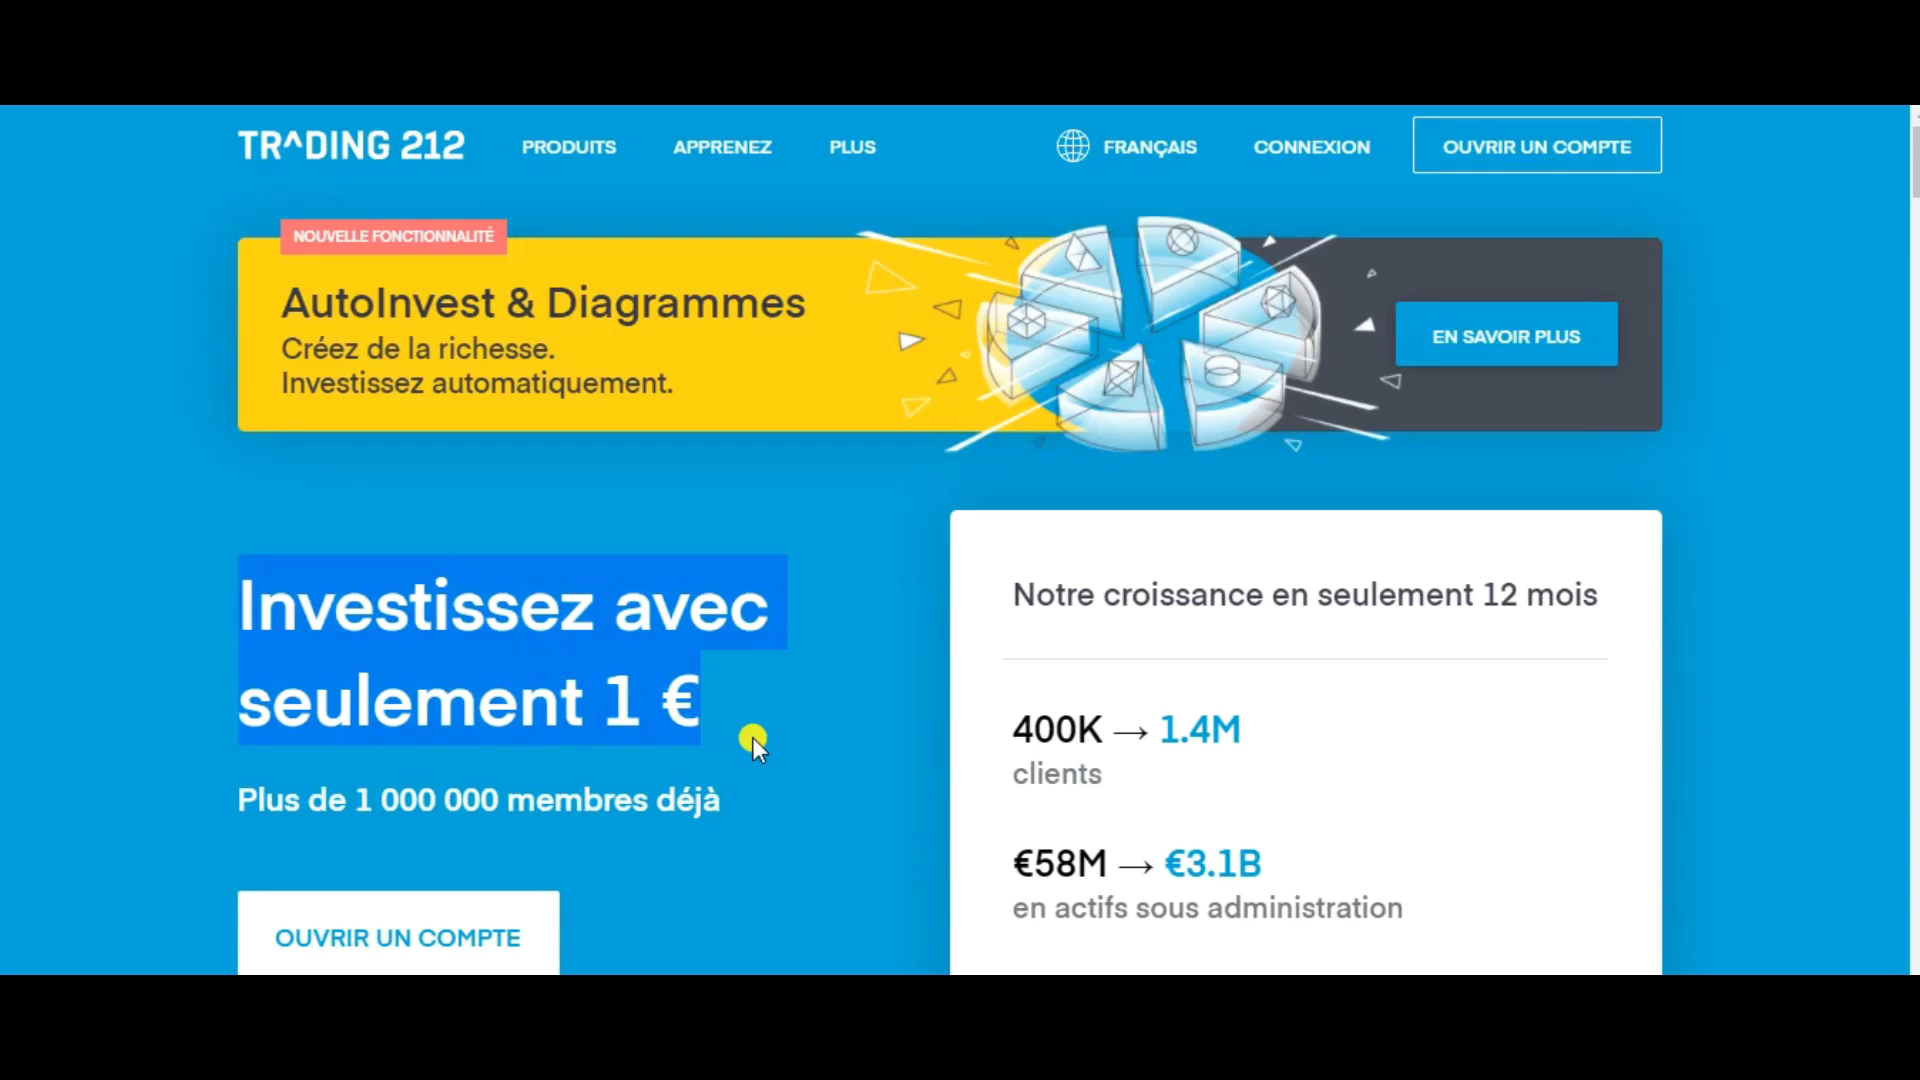 TR^DING 212
PRODUITS
APPRENEZ
PLUS
FRANÇAIS
CONNEXION
OUVRIR UN COMPTE
NOUVELLE FONCTIONNALITÉ
AutoInvest & Diagrammes
Créez de la richesse.
Investissez automatiquement.
EN SAVOIR PLUS
Investissez avec
seulement 1 €
Plus de 1 000 000 membres déjà
OUVRIR UN COMPTE
Notre croissance en seulement 12 mois
400K → 1.4M
clients
€58M → €3.1B
en actifs sous administration